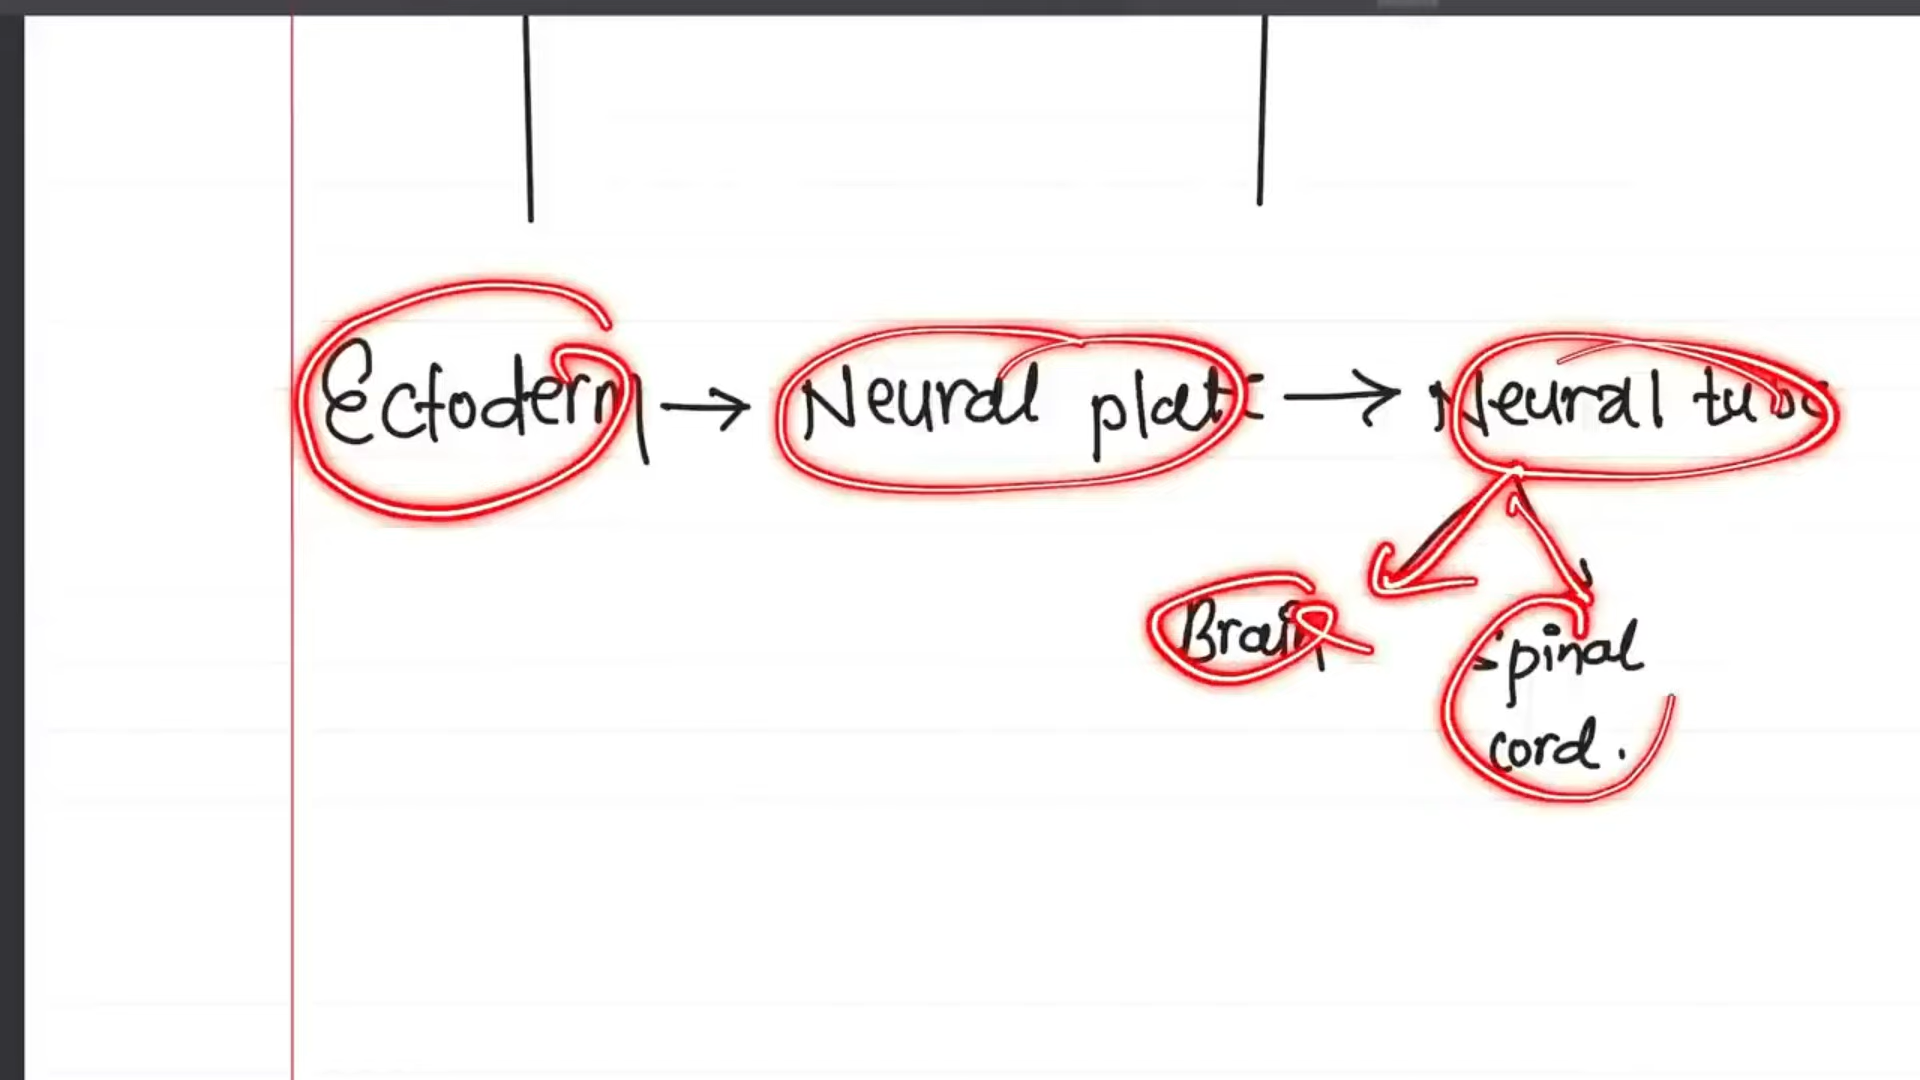 Ectoderm → Neural plate → Neural tube
Brain
Spinal
cord.